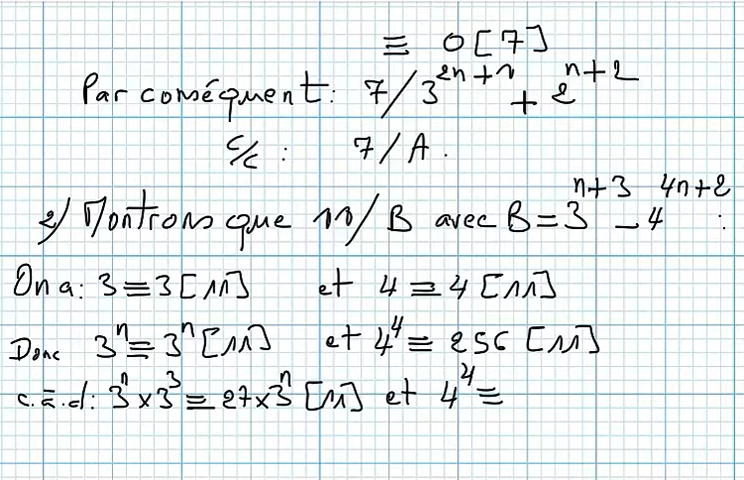 ≡ 0[7]
Par conséquent: 7/3^{2n+1} + 2^{n+2}
c/c : 7/A.
2/ Montrons que 11/B avec B = 3^{n+3} - 4^{4n+2} :
On a: 3 ≡ 3[11] et 4 ≡ 4[11]
Donc 3^n ≡ 3^n[11] et 4^4 ≡ 256 [11]
c.à.d: 3^n × 3^3 ≡ 27×3^n [11] et 4^4 ≡